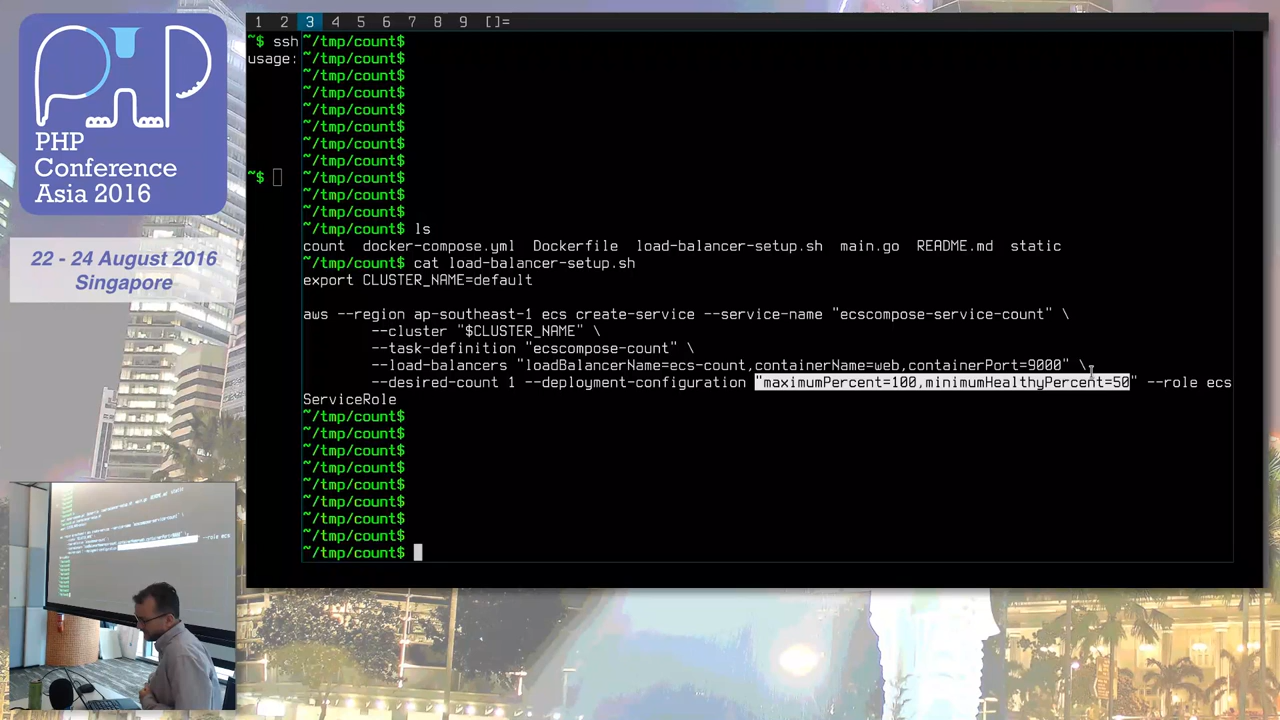 PHP
PHP
Conference
Asia 2016
22 - 24 August 2016
Singapore
1 2 3 4 5 6 7 8 9 []=
~$ ssh
usage:
~$
~/tmp/count$
~/tmp/count$
~/tmp/count$
~/tmp/count$
~/tmp/count$
~/tmp/count$
~/tmp/count$
~/tmp/count$
~/tmp/count$
~/tmp/count$
~/tmp/count$
~/tmp/count$ ls
count docker-compose.yml Dockerfile load-balancer-setup.sh main.go README.md static
~/tmp/count$ cat load-balancer-setup.sh
export CLUSTER_NAME=default
aws --region ap-southeast-1 ecs create-service --service-name "ecscompose-service-count" \
--cluster "$CLUSTER_NAME" \
--task-definition "ecscompose-count" \
--load-balancers "loadBalancerName=ecs-count,containerName=web,containerPort=9000" \
--desired-count 1 --deployment-configuration "maximumPercent=100,minimumHealthyPercent=50" --role ecs
ServiceRole
~/tmp/count$
~/tmp/count$
~/tmp/count$
~/tmp/count$
~/tmp/count$
~/tmp/count$
~/tmp/count$
~/tmp/count$
~/tmp/count$